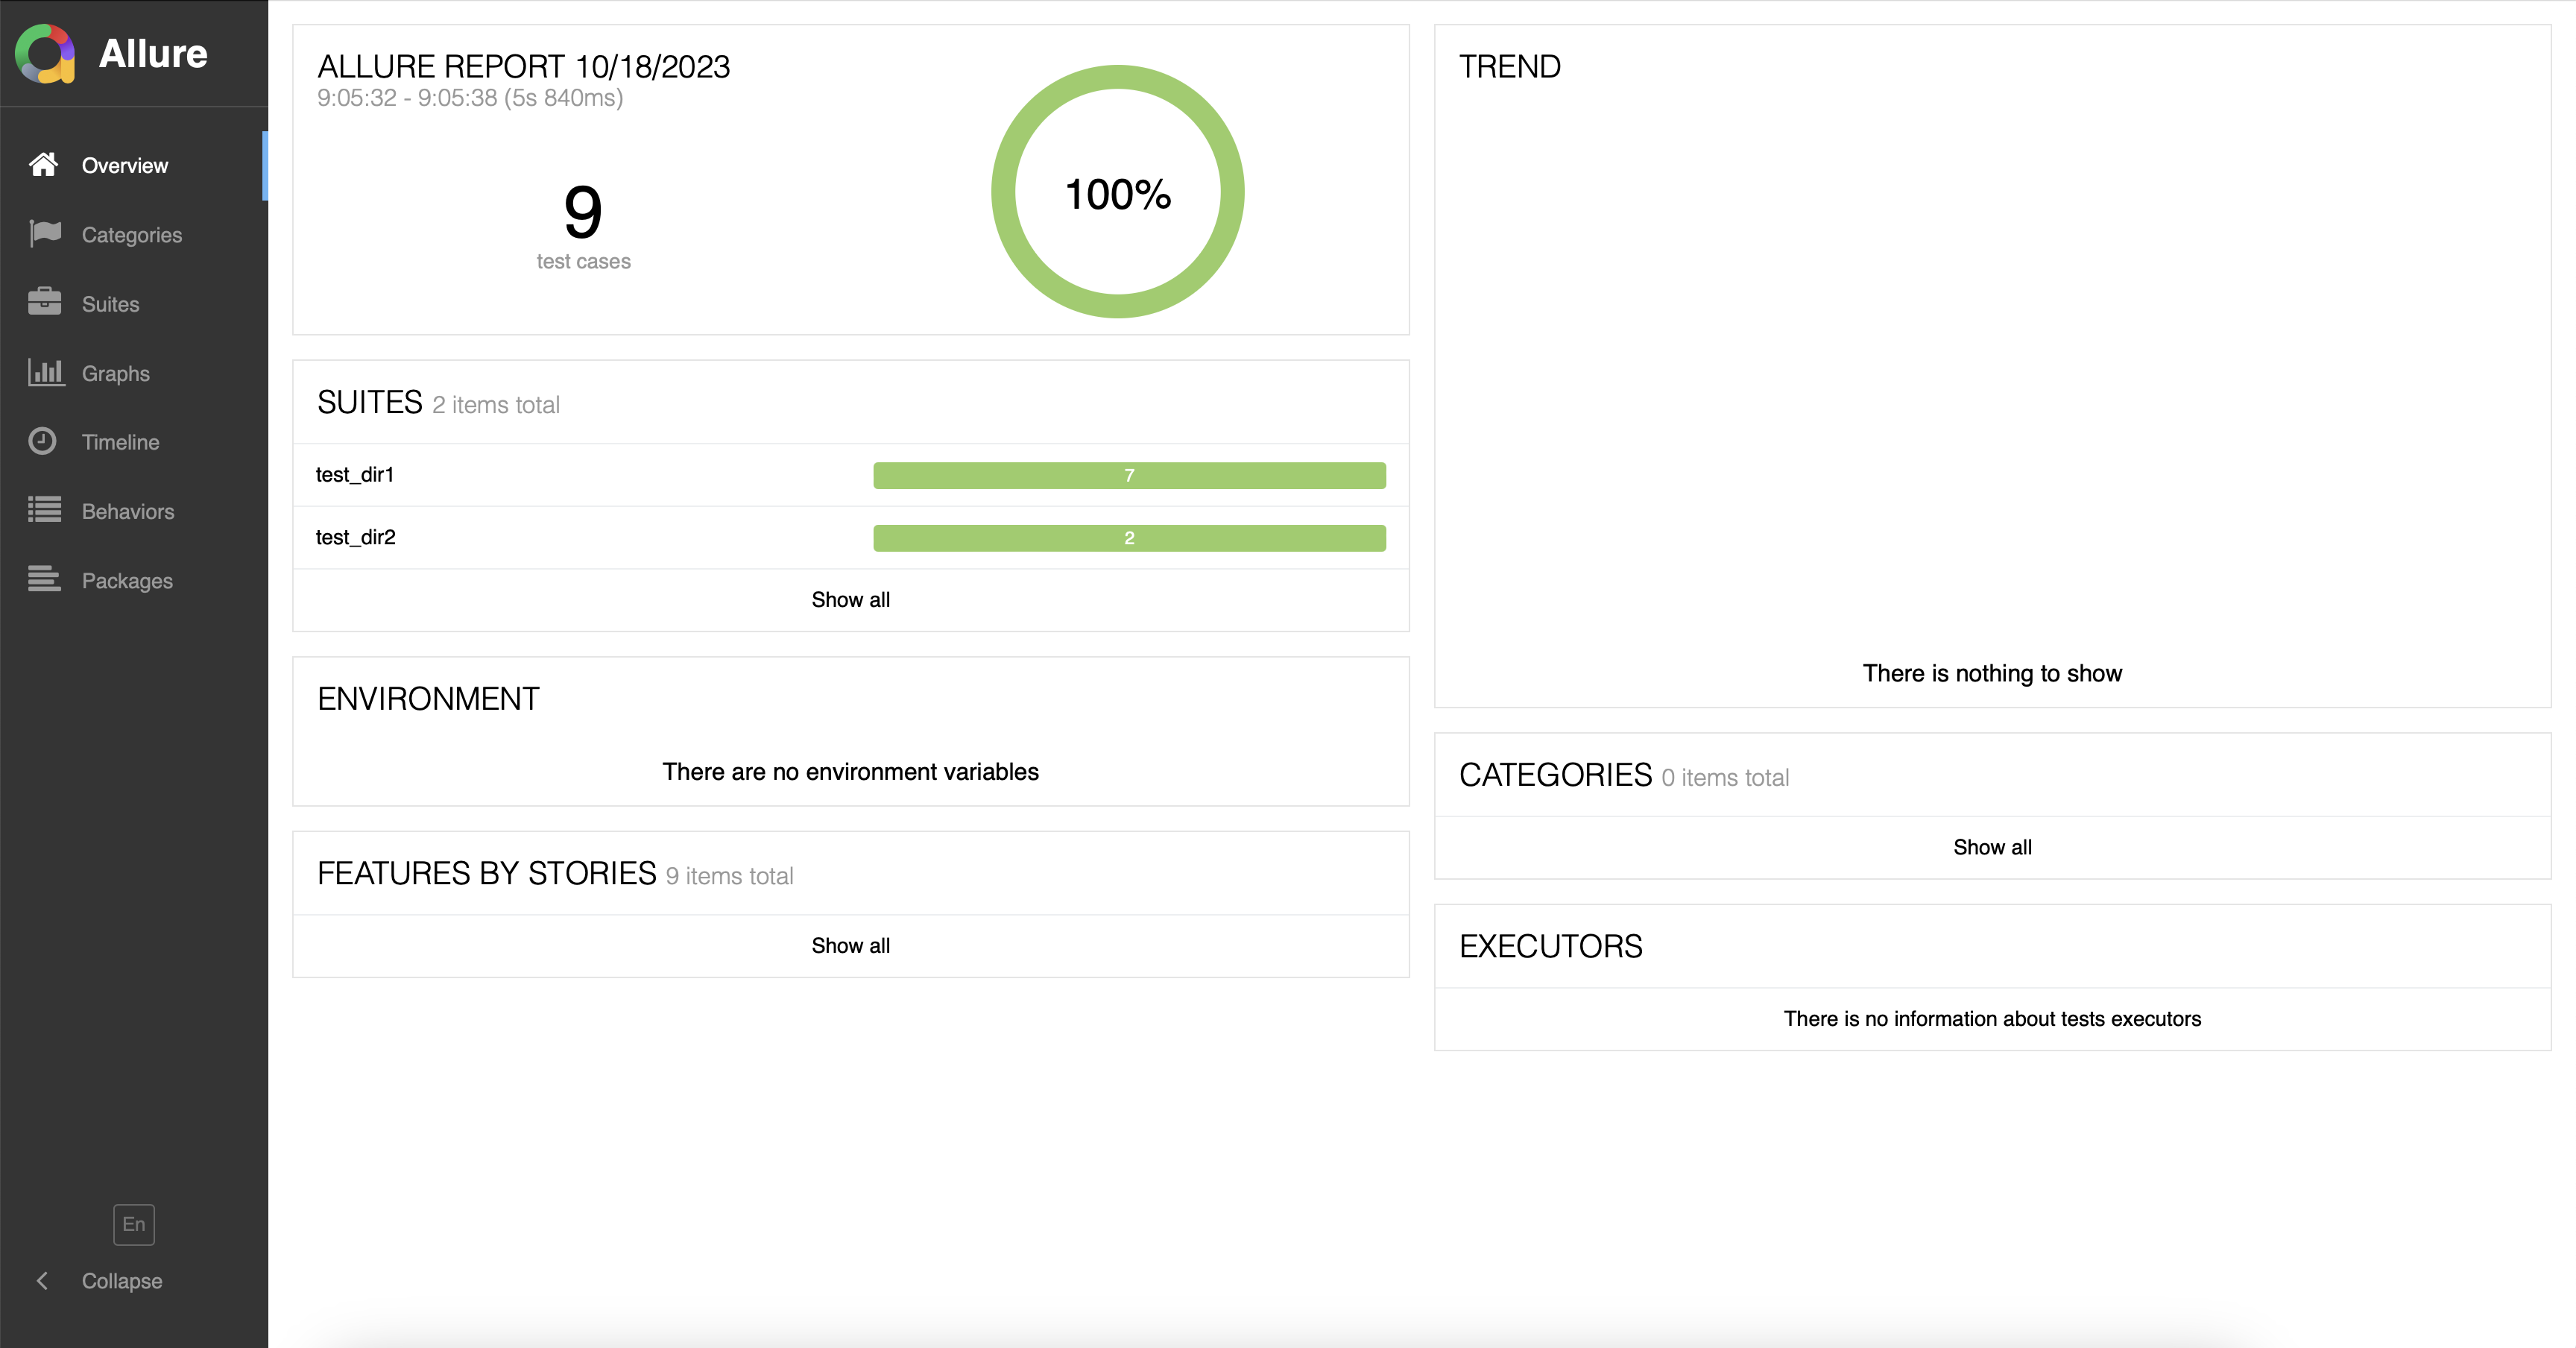 Allure
Overview
Categories
Suites
Graphs
Timeline
Behaviors
Packages
En
Collapse
ALLURE REPORT 10/18/2023
9:05:32 - 9:05:38 (5s 840ms)
9
test cases
100%
SUITES 2 items total
test_dir1 7
test_dir2 2
Show all
ENVIRONMENT
There are no environment variables
FEATURES BY STORIES 9 items total
Show all
TREND
There is nothing to show
CATEGORIES 0 items total
Show all
EXECUTORS
There is no information about tests executors